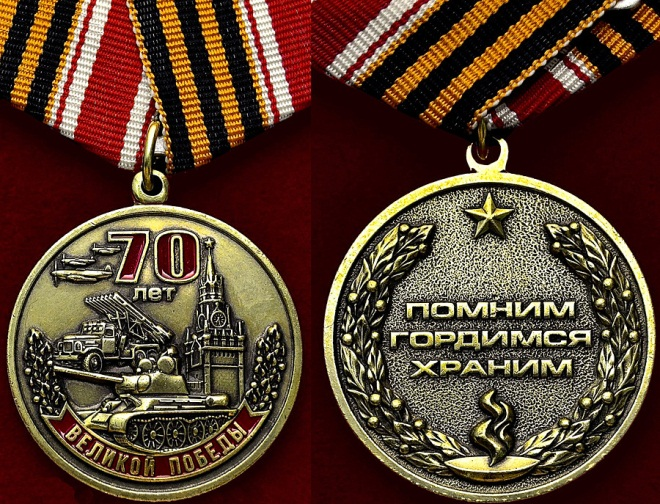 70
ЛЕТ
ВЕЛИКОЙ ПОБЕДЫ
ПОМНИМ
ГОРДИМСЯ
ХРАНИМ